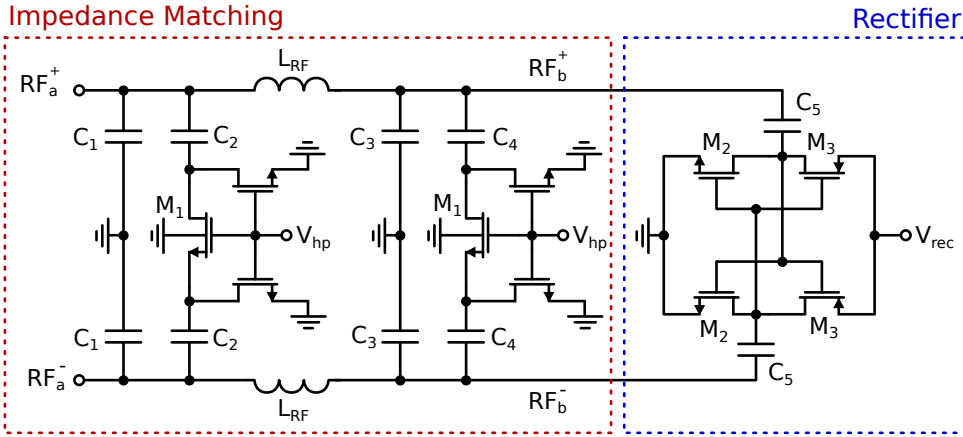 Impedance Matching
Rectifier
RF_a^+
L_RF
RF_b^+
C_1
C_2
C_3
C_4
C_5
M_2
M_3
M_1
V_hp
M_1
V_hp
V_rec
M_2
M_3
C_1
C_2
C_3
C_4
C_5
RF_a^-
L_RF
RF_b^-